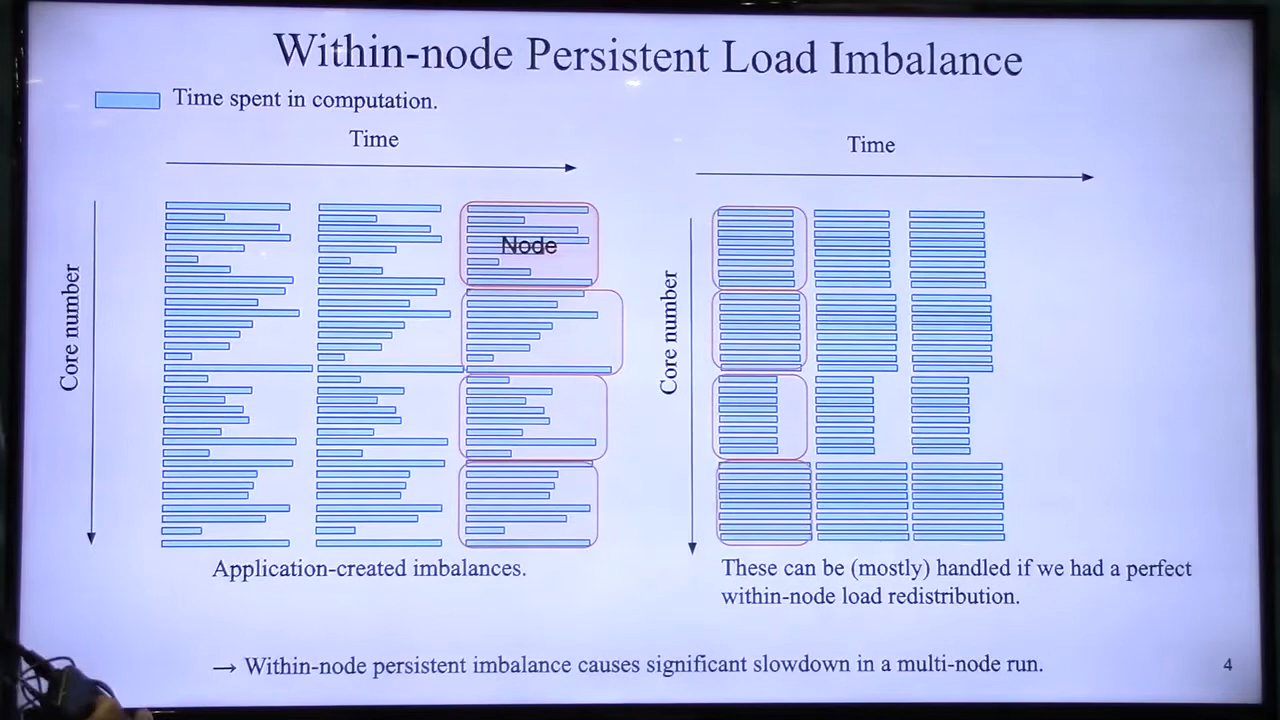 Within-node Persistent Load Imbalance
Time spent in computation.
Time
Time
Core number
Node
Core number
Application-created imbalances.
These can be (mostly) handled if we had a perfect
within-node load redistribution.
→ Within-node persistent imbalance causes significant slowdown in a multi-node run.
4